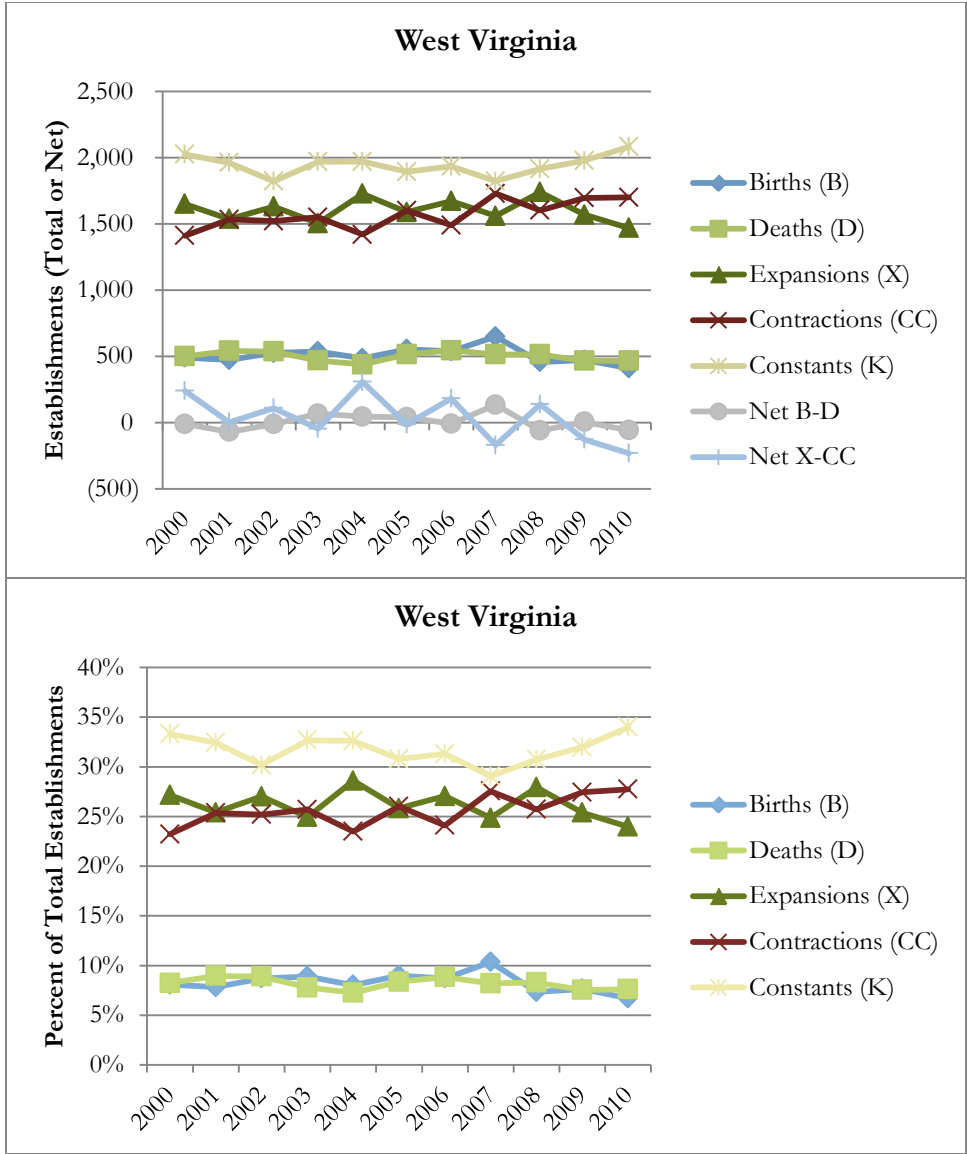 West Virginia
Establishments (Total or Net)
2,500
2,000
1,500
1,000
500
0
(500)
2000
2001
2002
2003
2004
2005
2006
2007
2008
2009
2010
Births (B)
Deaths (D)
Expansions (X)
Contractions (CC)
Constants (K)
Net B-D
Net X-CC
West Virginia
Percent of Total Establishments
40%
35%
30%
25%
20%
15%
10%
5%
0%
2000
2001
2002
2003
2004
2005
2006
2007
2008
2009
2010
Births (B)
Deaths (D)
Expansions (X)
Contractions (CC)
Constants (K)